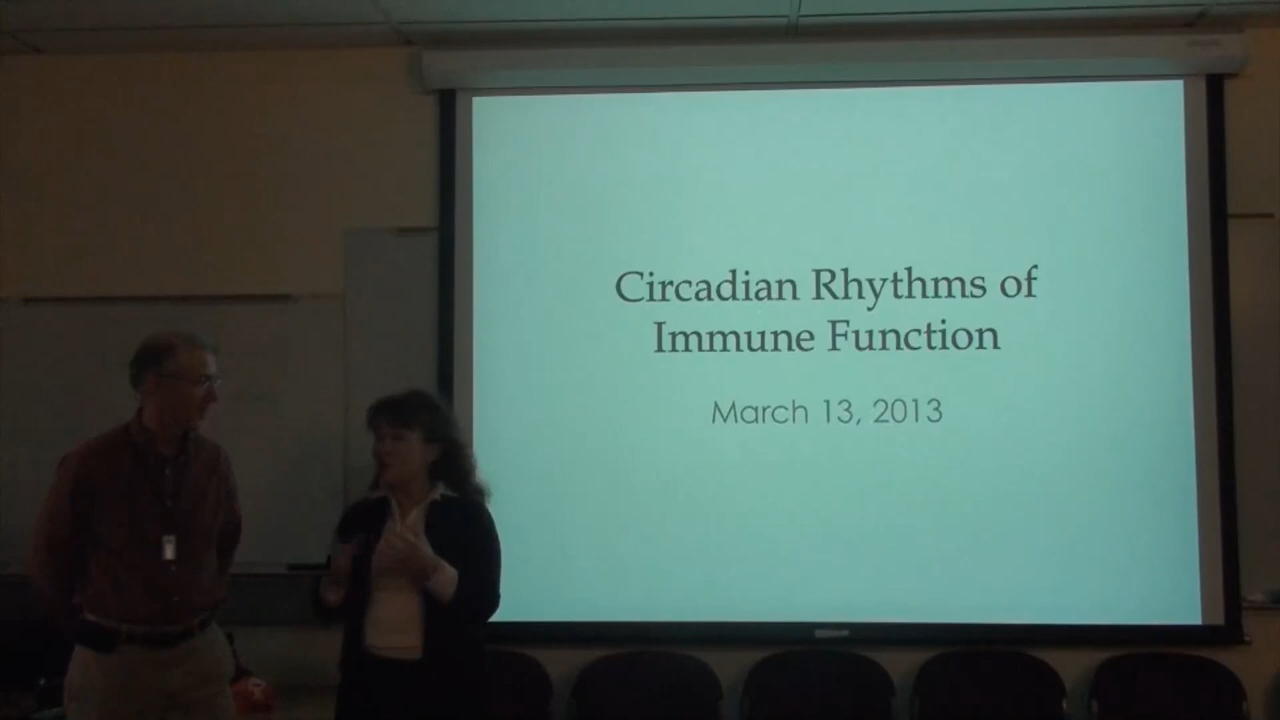 Circadian Rhythms of
Immune Function
March 13, 2013